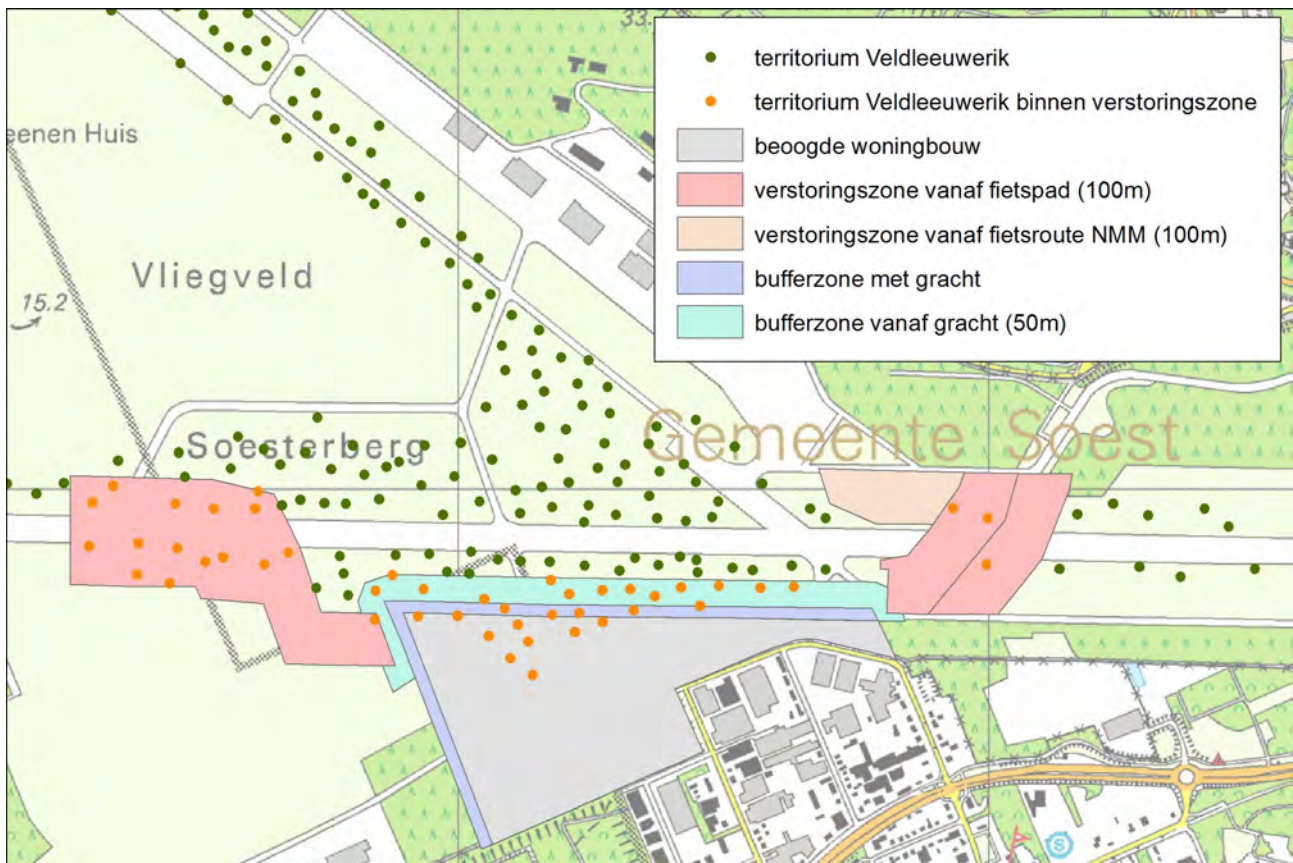 33.
territorium Veldleeuwerik
territorium Veldleeuwerik binnen verstoringszone
beoogde woningbouw
verstoringszone vanaf fietspad (100m)
verstoringszone vanaf fietsroute NMM (100m)
bufferzone met gracht
bufferzone vanaf gracht (50m)
eenen Huis
Vliegveld
15.2
Soesterberg
Gemeente Soest
S